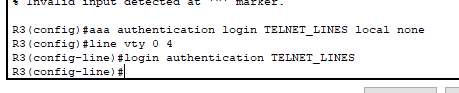 % Invalid input detected at '^' marker.
R3(config)#aaa authentication login TELNET_LINES local none
R3(config)#line vty 0 4
R3(config-line)#login authentication TELNET_LINES
R3(config-line)#